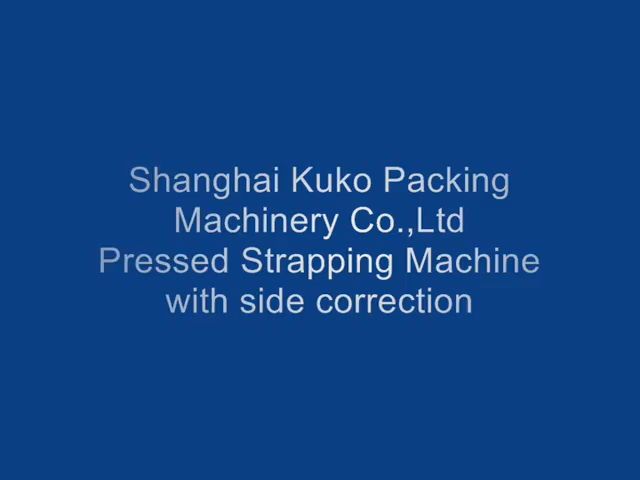 Shanghai Kuko Packing
Machinery Co.,Ltd
Pressed Strapping Machine
with side correction